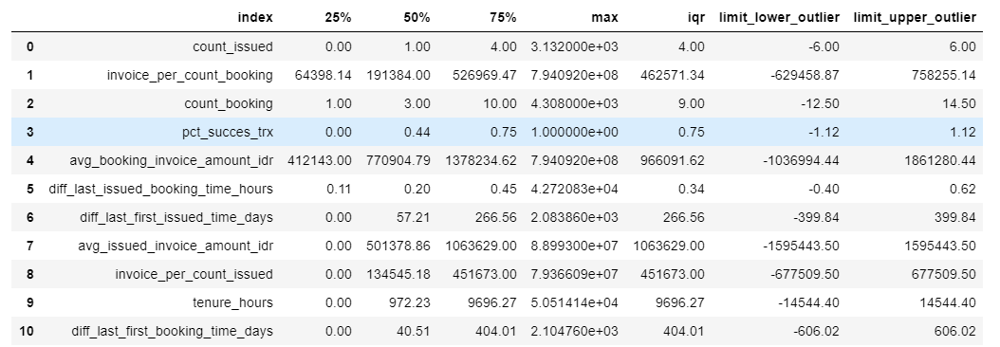 index 25% 50% 75% max iqr limit_lower_outlier limit_upper_outlier
0 count_issued 0.00 1.00 4.00 3.132000e+03 4.00 -6.00 6.00
1 invoice_per_count_booking 64398.14 191384.00 526969.47 7.940920e+08 462571.34 -629458.87 758255.14
2 count_booking 1.00 3.00 10.00 4.308000e+03 9.00 -12.50 14.50
3 pct_succes_trx 0.00 0.44 0.75 1.000000e+00 0.75 -1.12 1.12
4 avg_booking_invoice_amount_idr 412143.00 770904.79 1378234.62 7.940920e+08 966091.62 -1036994.44 1861280.44
5 diff_last_issued_booking_time_hours 0.11 0.20 0.45 4.272083e+04 0.34 -0.40 0.62
6 diff_last_first_issued_time_days 0.00 57.21 266.56 2.083860e+03 266.56 -399.84 399.84
7 avg_issued_invoice_amount_idr 0.00 501378.86 1063629.00 8.899300e+07 1063629.00 -1595443.50 1595443.50
8 invoice_per_count_issued 0.00 134545.18 451673.00 7.936609e+07 451673.00 -677509.50 677509.50
9 tenure_hours 0.00 972.23 9696.27 5.051414e+04 9696.27 -14544.40 14544.40
10 diff_last_first_booking_time_days 0.00 40.51 404.01 2.104760e+03 404.01 -606.02 606.02